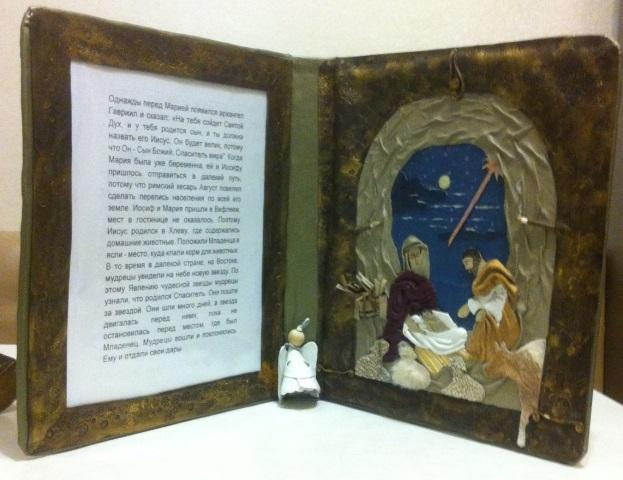 Однажды перед Марией появился архангел
Гавриил и сказал: «На тебя сойдет Святой
Дух, и у тебя родится сын, и ты должна
назвать его Иисус. Он будет велик, потому
что Он - Сын Божий. Спаситель вира" Когда
Мария была уже беременна, ей и Иосифу
пришлось отправиться в далекий путь,
потому что римский кесарь Август повелел
сделать перепись населения по всей его
земле. Иосиф и Мария пришли в Вифлеем,
мест в гостинице не оказалось. Поэтому
Иисус родился в Хлеву, где содержались
домашние животные. Положили Младенца в
ясли - место, куда клали корм для животных.
В то время в далекой стране, на Востоке,
мудрецы увидели на небе новую звезду. По
этому Явлению чудесной звезды мудрецы
узнали, что родился Спаситель. Они пошли
за звездой. Они шли много дней, а звезда
двигалась перед ними, пока не
остановилась перед местом, где был
Младенец. Мудрецы вошли и поклонились
Ему и отдали свои дары